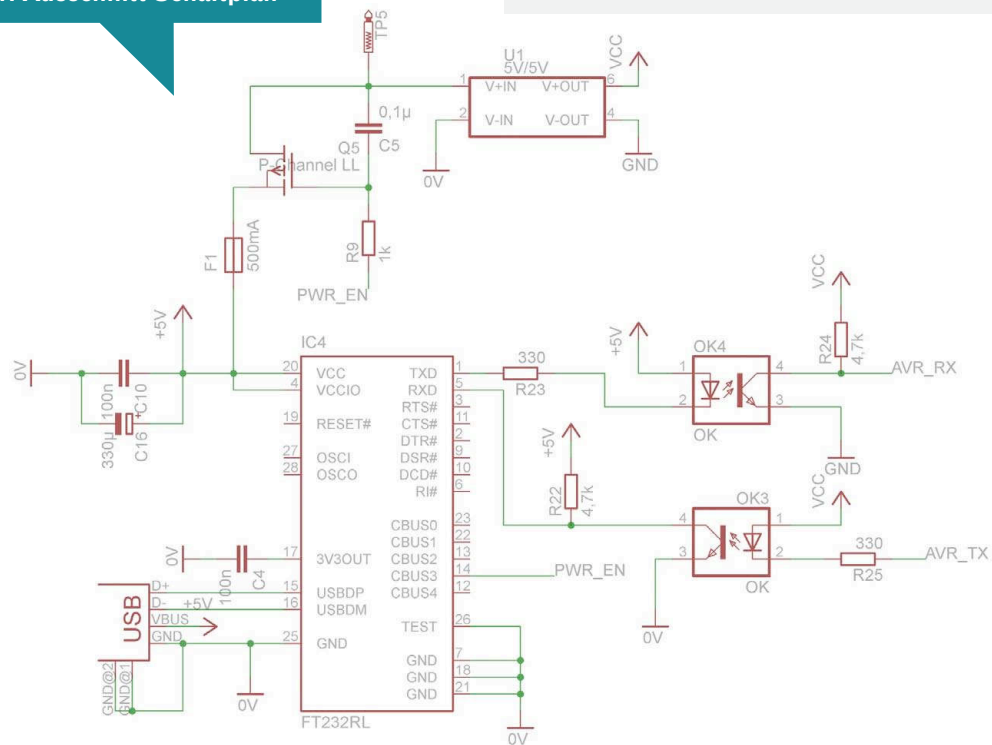 TP5
U1
5V/5V
1 V+IN V+OUT 6
2 V-IN V-OUT 4
VCC
0V
GND
0,1µ
C5
Q5
P-Channel LL
R9
1k
PWR_EN
F1
500mA
+5V
0V
100n C10
330µ + C16
IC4
20 VCC TXD 1
4 VCCIO RXD 5
RTS# 3
19 RESET# CTS# 11
DTR# 2
27 OSCI DSR# 9
28 OSCO DCD# 10
RI# 6
CBUS0 23
CBUS1 22
17 3V3OUT CBUS2 13
CBUS3 14
15 USBDP CBUS4 12
16 USBDM
TEST 26
25 GND
GND 7
GND 18
GND 21
FT232RL
0V
PWR_EN
0V
100n C4
USB
D+
D-
VBUS
GND
+5V
GND@2
GND@1
0V
330
R23
+5V
OK4
1
2
4
3
OK
VCC
R24
4,7k
AVR_RX
GND
+5V
R22
4,7k
OK3
4
3
1
2
OK
VCC
330
R25
AVR_TX
0V